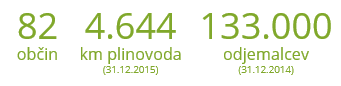 82 4.644 133.000
občin km plinovoda odjemalcev
(31.12.2015) (31.12.2014)